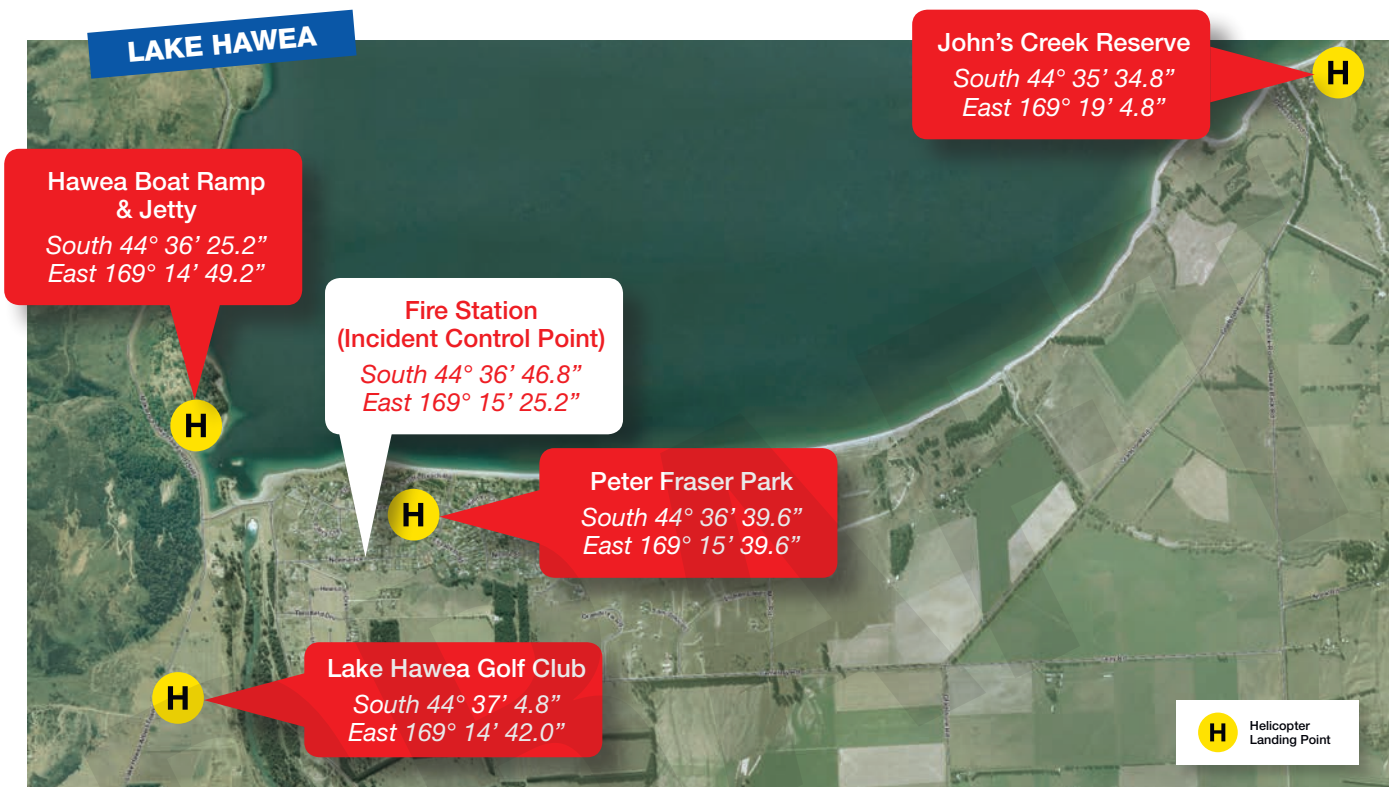 LAKE HAWEA
John’s Creek Reserve
South 44° 35’ 34.8”
East 169° 19’ 4.8”
H
Hawea Boat Ramp
& Jetty
South 44° 36’ 25.2”
East 169° 14’ 49.2”
H
Fire Station
(Incident Control Point)
South 44° 36’ 46.8”
East 169° 15’ 25.2”
H
Peter Fraser Park
South 44° 36’ 39.6”
East 169° 15’ 39.6”
H
Lake Hawea Golf Club
South 44° 37’ 4.8”
East 169° 14’ 42.0”
H
Helicopter
Landing Point